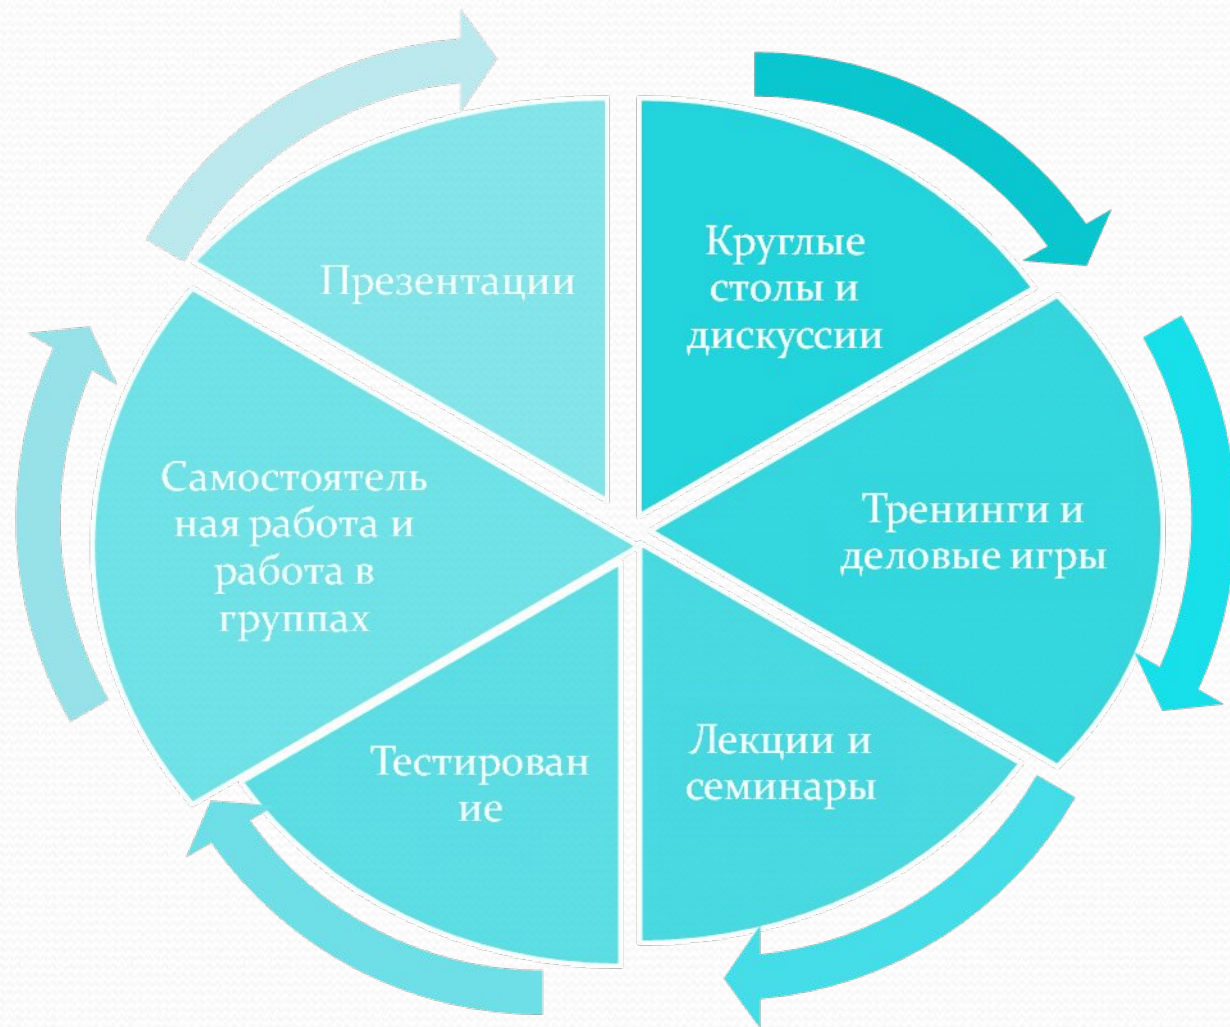 Презентации
Круглые
столы и
дискуссии
Тренинги и
деловые игры
Лекции и
семинары
Тестирован
ие
Самостоятель
ная работа и
работа в
группах